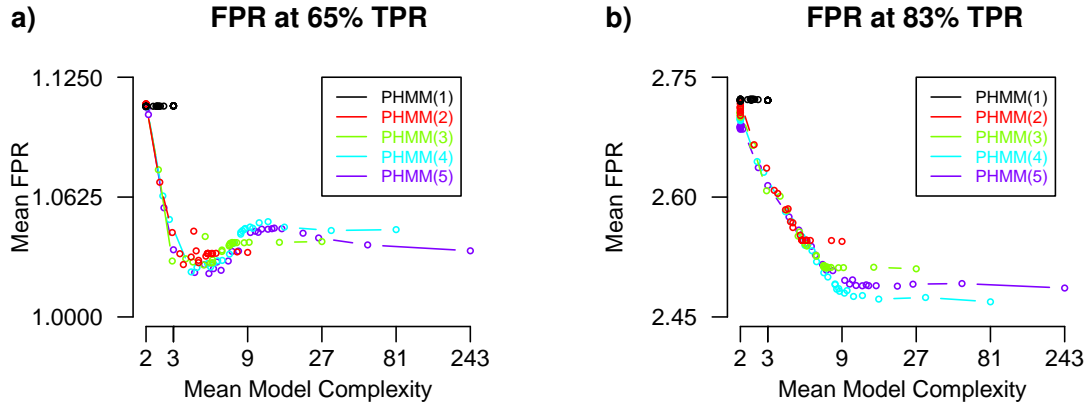 a) FPR at 65% TPR
1.1250
1.0625
1.0000
Mean FPR
PHMM(1)
PHMM(2)
PHMM(3)
PHMM(4)
PHMM(5)
2 3 9 27 81 243
Mean Model Complexity
b) FPR at 83% TPR
2.75
2.60
2.45
Mean FPR
PHMM(1)
PHMM(2)
PHMM(3)
PHMM(4)
PHMM(5)
2 3 9 27 81 243
Mean Model Complexity